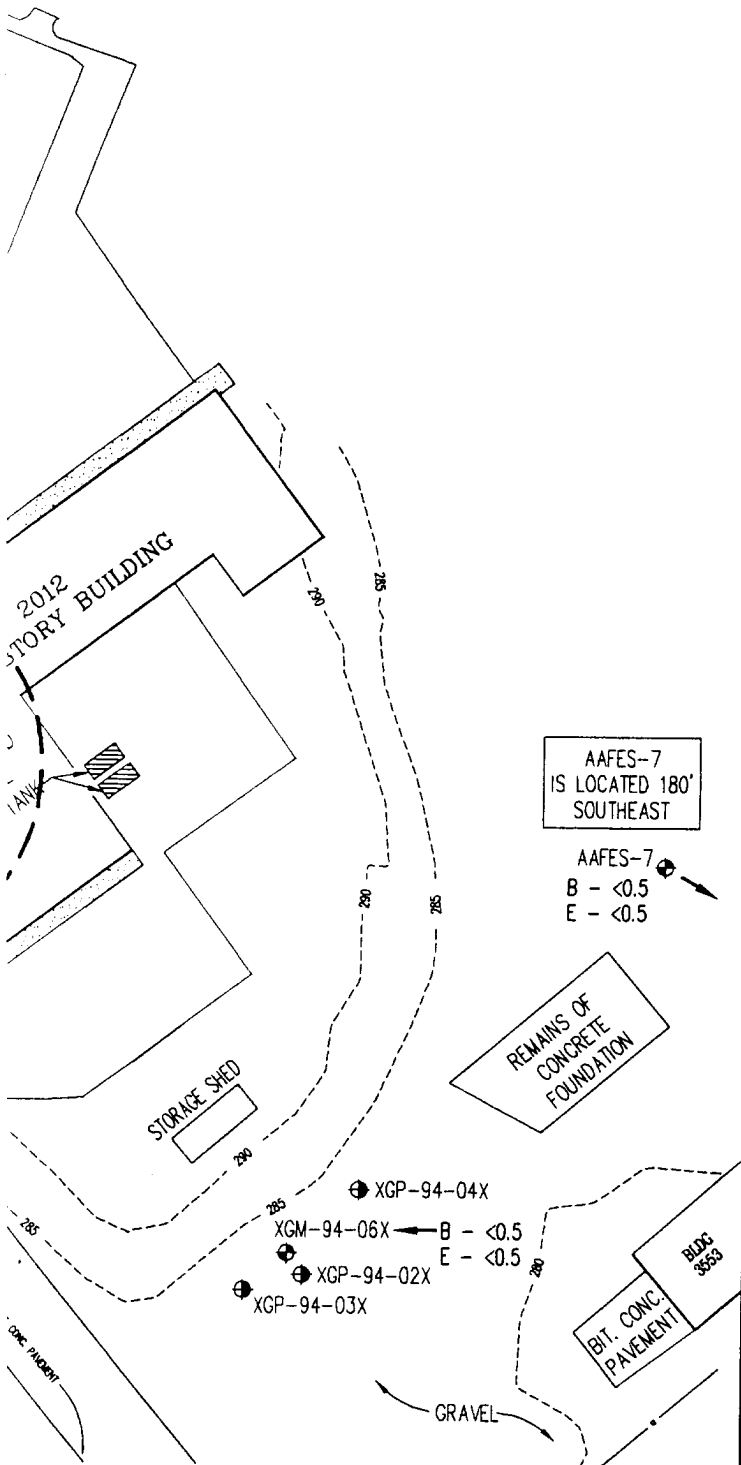 2012
STORY BUILDING
290
285
TANK
AAFES-7
IS LOCATED 180'
SOUTHEAST
AAFES-7
B - <0.5
E - <0.5
290
285
REMAINS OF
CONCRETE
FOUNDATION
STORAGE SHED
290
285
285
XGP-94-04X
XGM-94-06X
B - <0.5
E - <0.5
XGP-94-02X
XGP-94-03X
280
BLDG
3553
BIT. CONC.
PAVEMENT
CONC. PAVEMENT
GRAVEL